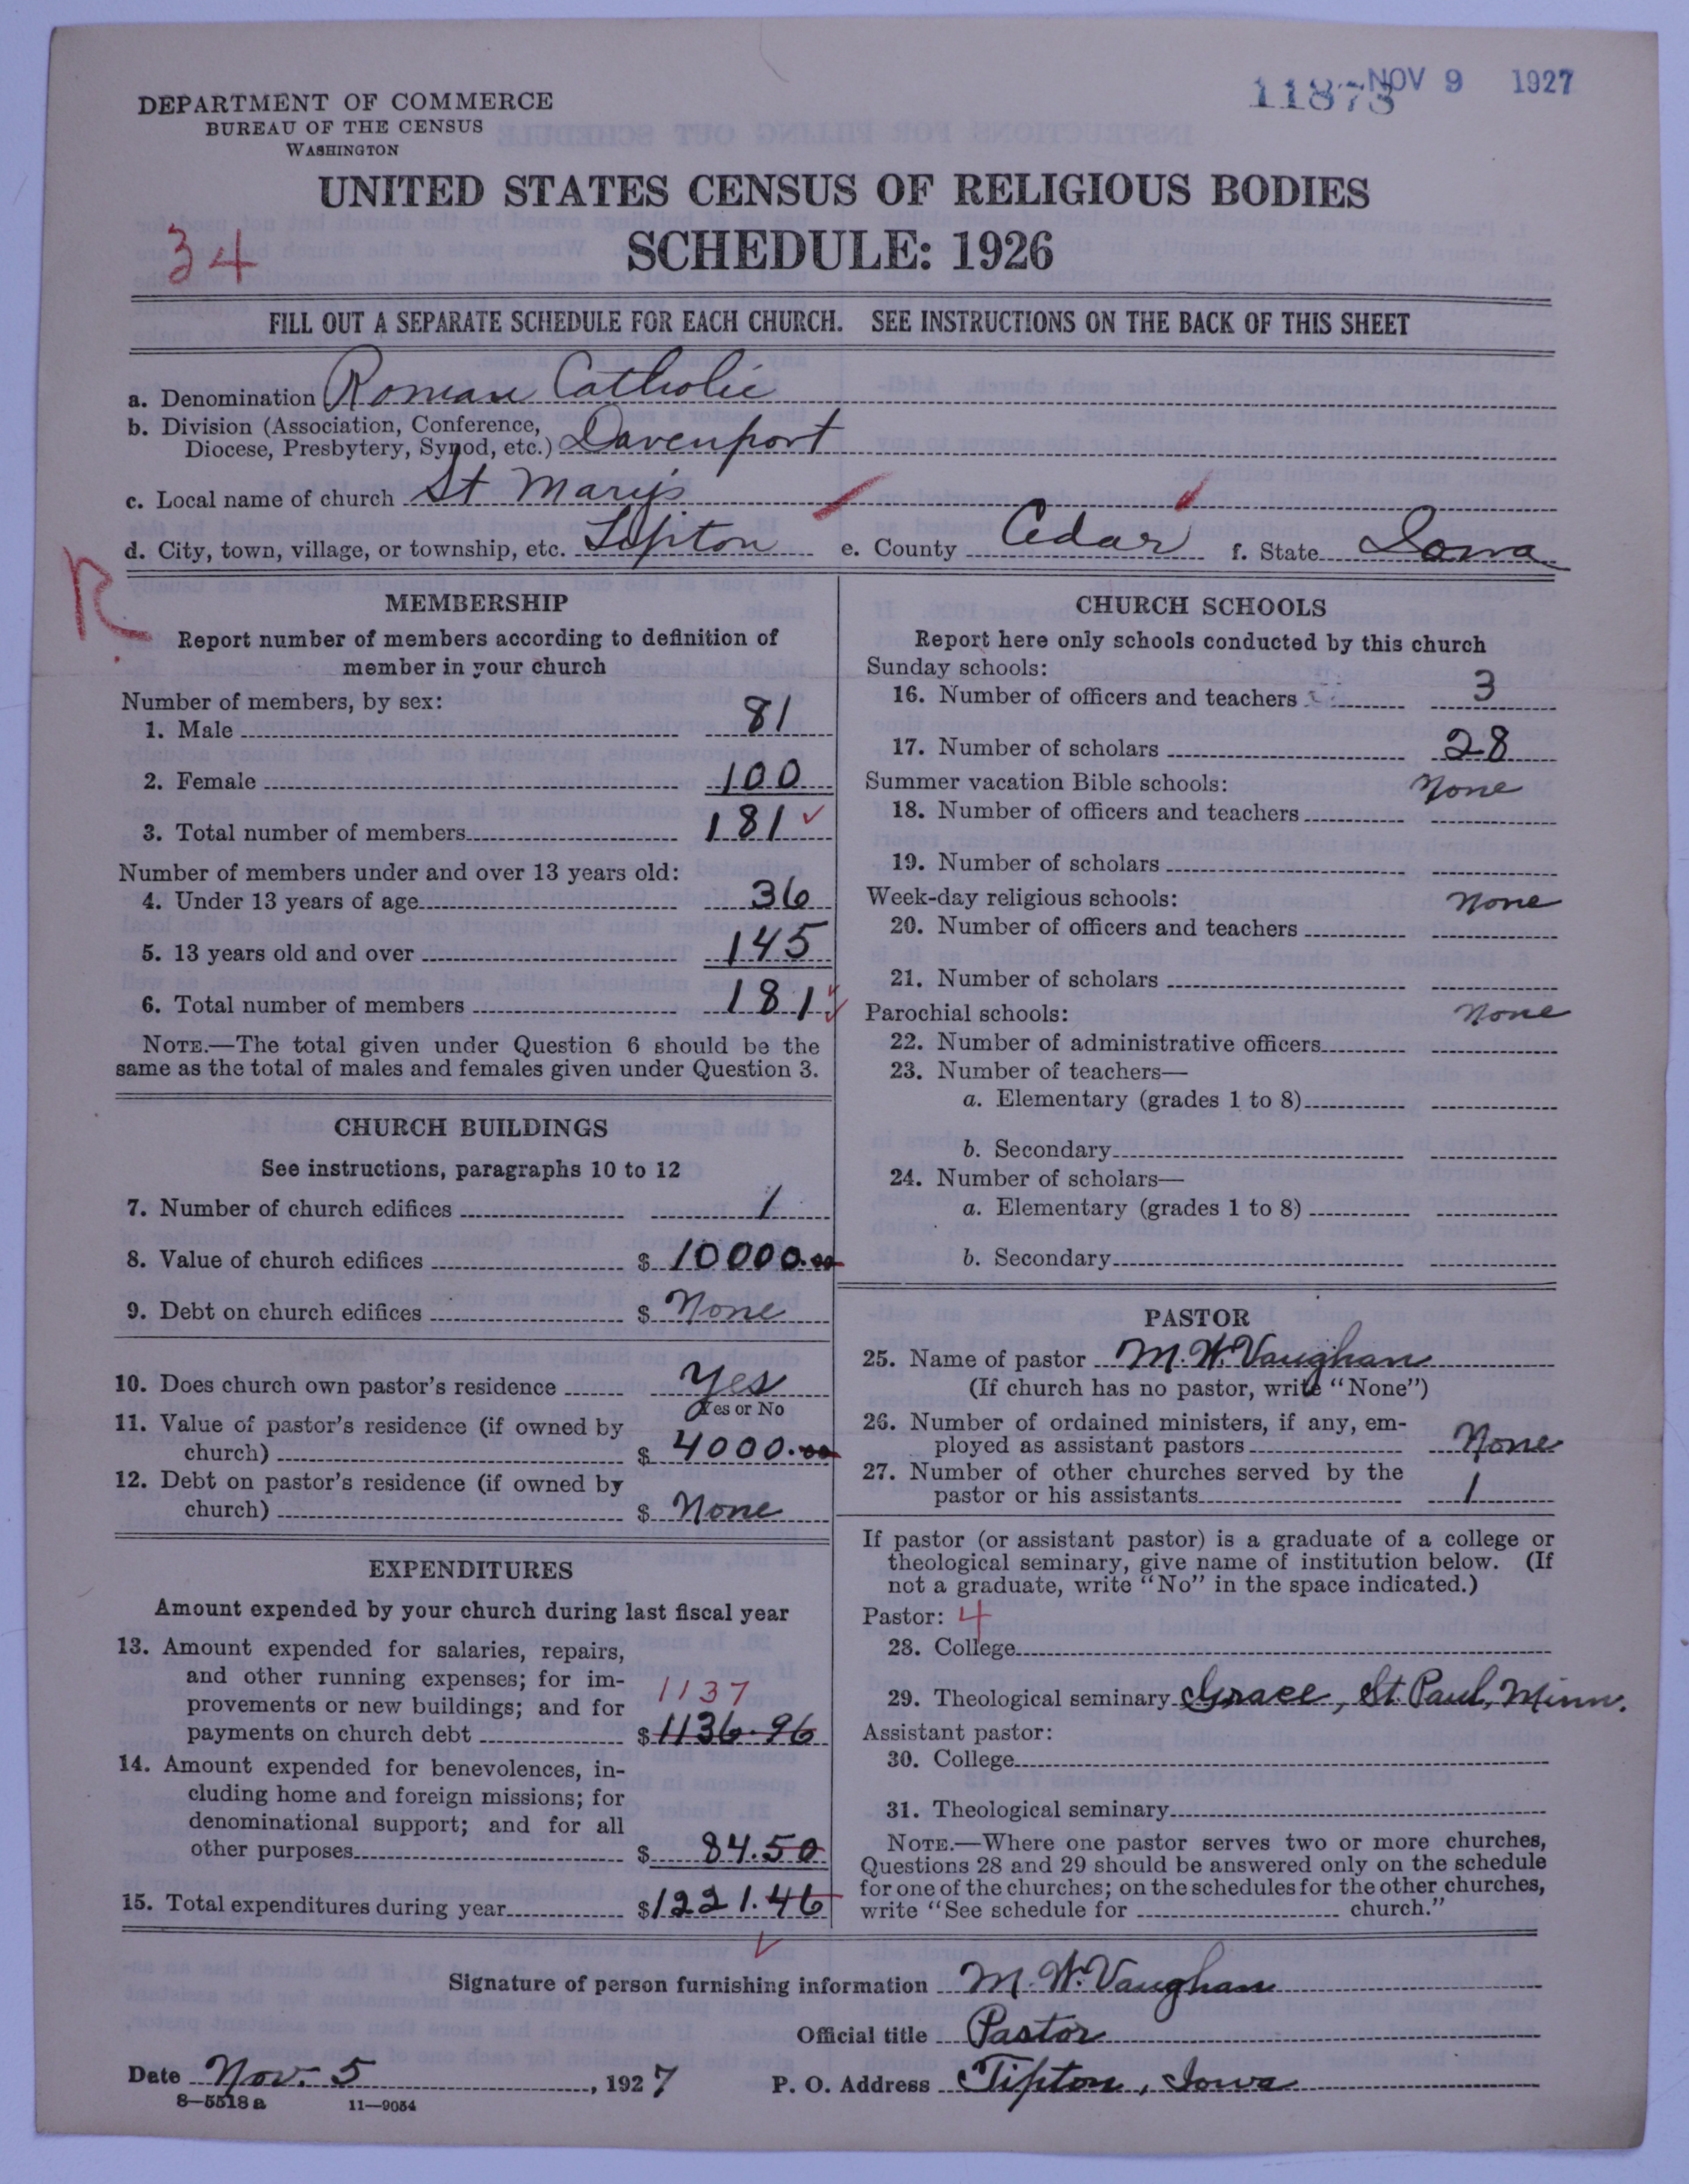 11873 NOV 9 1927
DEPARTMENT OF COMMERCE
BUREAU OF THE CENSUS
WASHINGTON
UNITED STATES CENSUS OF RELIGIOUS BODIES
SCHEDULE: 1926
34
FILL OUT A SEPARATE SCHEDULE FOR EACH CHURCH. SEE INSTRUCTIONS ON THE BACK OF THIS SHEET
a. Denomination Roman Catholic
b. Division (Association, Conference,
Diocese, Presbytery, Synod, etc.) Davenport
c. Local name of church St Marys
d. City, town, village, or township, etc. Tipton e. County Cedar f. State Iowa
R
MEMBERSHIP
Report number of members according to definition of
member in your church
Number of members, by sex:
1. Male 81
2. Female 100
3. Total number of members 181
Number of members under and over 13 years old:
4. Under 13 years of age 36
5. 13 years old and over 145
6. Total number of members 181
NOTE.—The total given under Question 6 should be the
same as the total of males and females given under Question 3.
CHURCH BUILDINGS
See instructions, paragraphs 10 to 12
7. Number of church edifices 1
8. Value of church edifices $ 10000.00
9. Debt on church edifices $ None
10. Does church own pastor's residence Yes
Yes or No
11. Value of pastor's residence (if owned by
church) $ 4000.00
12. Debt on pastor's residence (if owned by
church) $ None
EXPENDITURES
Amount expended by your church during last fiscal year
13. Amount expended for salaries, repairs,
and other running expenses; for im-
provements or new buildings; and for 1137
payments on church debt $ 1136.96
14. Amount expended for benevolences, in-
cluding home and foreign missions; for
denominational support; and for all
other purposes $ 84.50
15. Total expenditures during year $ 1221.46
CHURCH SCHOOLS
Report here only schools conducted by this church
Sunday schools:
16. Number of officers and teachers 3
17. Number of scholars 28
Summer vacation Bible schools: None
18. Number of officers and teachers
19. Number of scholars
Week-day religious schools: None
20. Number of officers and teachers
21. Number of scholars
Parochial schools: None
22. Number of administrative officers
23. Number of teachers—
a. Elementary (grades 1 to 8)
b. Secondary
24. Number of scholars—
a. Elementary (grades 1 to 8)
b. Secondary
PASTOR
25. Name of pastor M. W. Vaughan
(If church has no pastor, write "None")
26. Number of ordained ministers, if any, em-
ployed as assistant pastors None
27. Number of other churches served by the
pastor or his assistants 1
If pastor (or assistant pastor) is a graduate of a college or
theological seminary, give name of institution below. (If
not a graduate, write "No" in the space indicated.)
Pastor: 4
28. College
29. Theological seminary Grace, St. Paul, Minn.
Assistant pastor:
30. College
31. Theological seminary
NOTE.—Where one pastor serves two or more churches,
Questions 28 and 29 should be answered only on the schedule
for one of the churches; on the schedules for the other churches,
write "See schedule for church."
Signature of person furnishing information M. W. Vaughan
Official title Pastor
Date Nov. 5, 1927 P. O. Address Tipton, Iowa
8—5518 a 11—9054